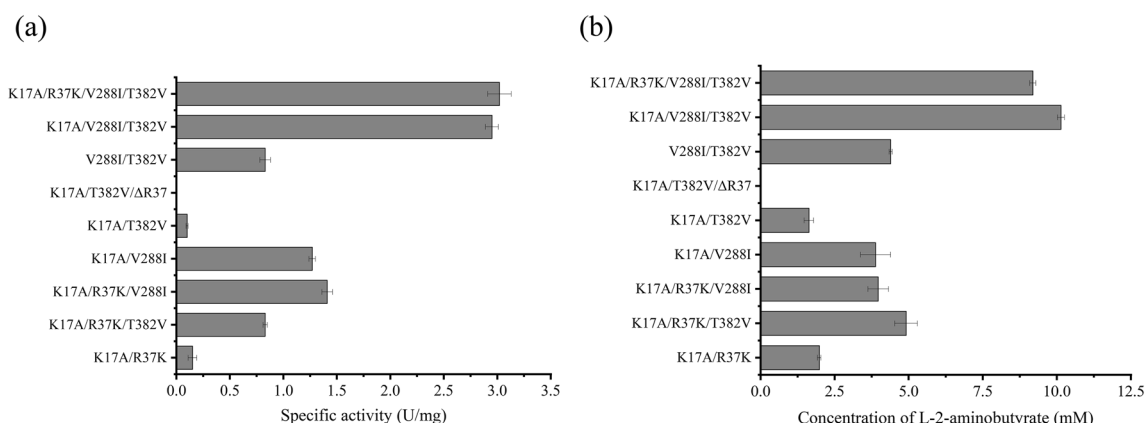 (a)
K17A/R37K/V288I/T382V
K17A/V288I/T382V
V288I/T382V
K17A/T382V/ΔR37
K17A/T382V
K17A/V288I
K17A/R37K/V288I
K17A/R37K/T382V
K17A/R37K
0.0 0.5 1.0 1.5 2.0 2.5 3.0 3.5
Specific activity (U/mg)
(b)
K17A/R37K/V288I/T382V
K17A/V288I/T382V
V288I/T382V
K17A/T382V/ΔR37
K17A/T382V
K17A/V288I
K17A/R37K/V288I
K17A/R37K/T382V
K17A/R37K
0.0 2.5 5.0 7.5 10.0 12.5
Concentration of L-2-aminobutyrate (mM)